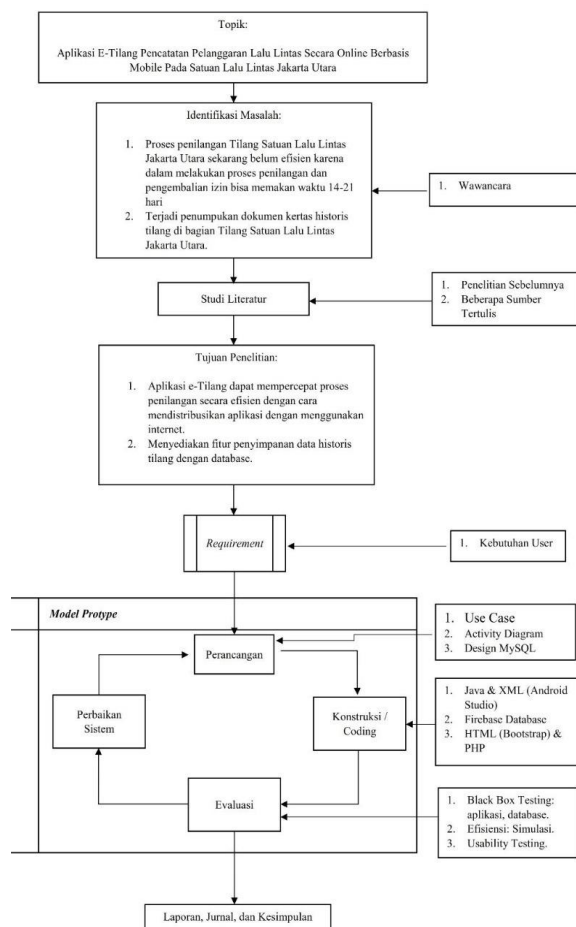 Topik:
Aplikasi E-Tilang Pencatatan Pelanggaran Lalu Lintas Secara Online Berbasis
Mobile Pada Satuan Lalu Lintas Jakarta Utara
Identifikasi Masalah:
1. Proses penilangan Tilang Satuan Lalu Lintas
Jakarta Utara sekarang belum efisien karena
dalam melakukan proses penilangan dan
pengembalian izin bisa memakan waktu 14-21
hari
2. Terjadi penumpukan dokumen kertas historis
tilang di bagian Tilang Satuan Lalu Lintas
Jakarta Utara.
1. Wawancara
Studi Literatur
1. Penelitian Sebelumnya
2. Beberapa Sumber
Tertulis
Tujuan Penelitian:
1. Aplikasi e-Tilang dapat mempercepat proses
penilangan secara efisien dengan cara
mendistribusikan aplikasi dengan menggunakan
internet.
2. Menyediakan fitur penyimpanan data historis
tilang dengan database.
Requirement
1. Kebutuhan User
Model Protype
Perancangan
1. Use Case
2. Activity Diagram
3. Design MySQL
Perbaikan
Sistem
Konstruksi /
Coding
1. Java & XML (Android
Studio)
2. Firebase Database
3. HTML (Bootstrap) &
PHP
Evaluasi
1. Black Box Testing:
aplikasi, database.
2. Efisiensi: Simulasi.
3. Usability Testing.
Laporan, Jurnal, dan Kesimpulan